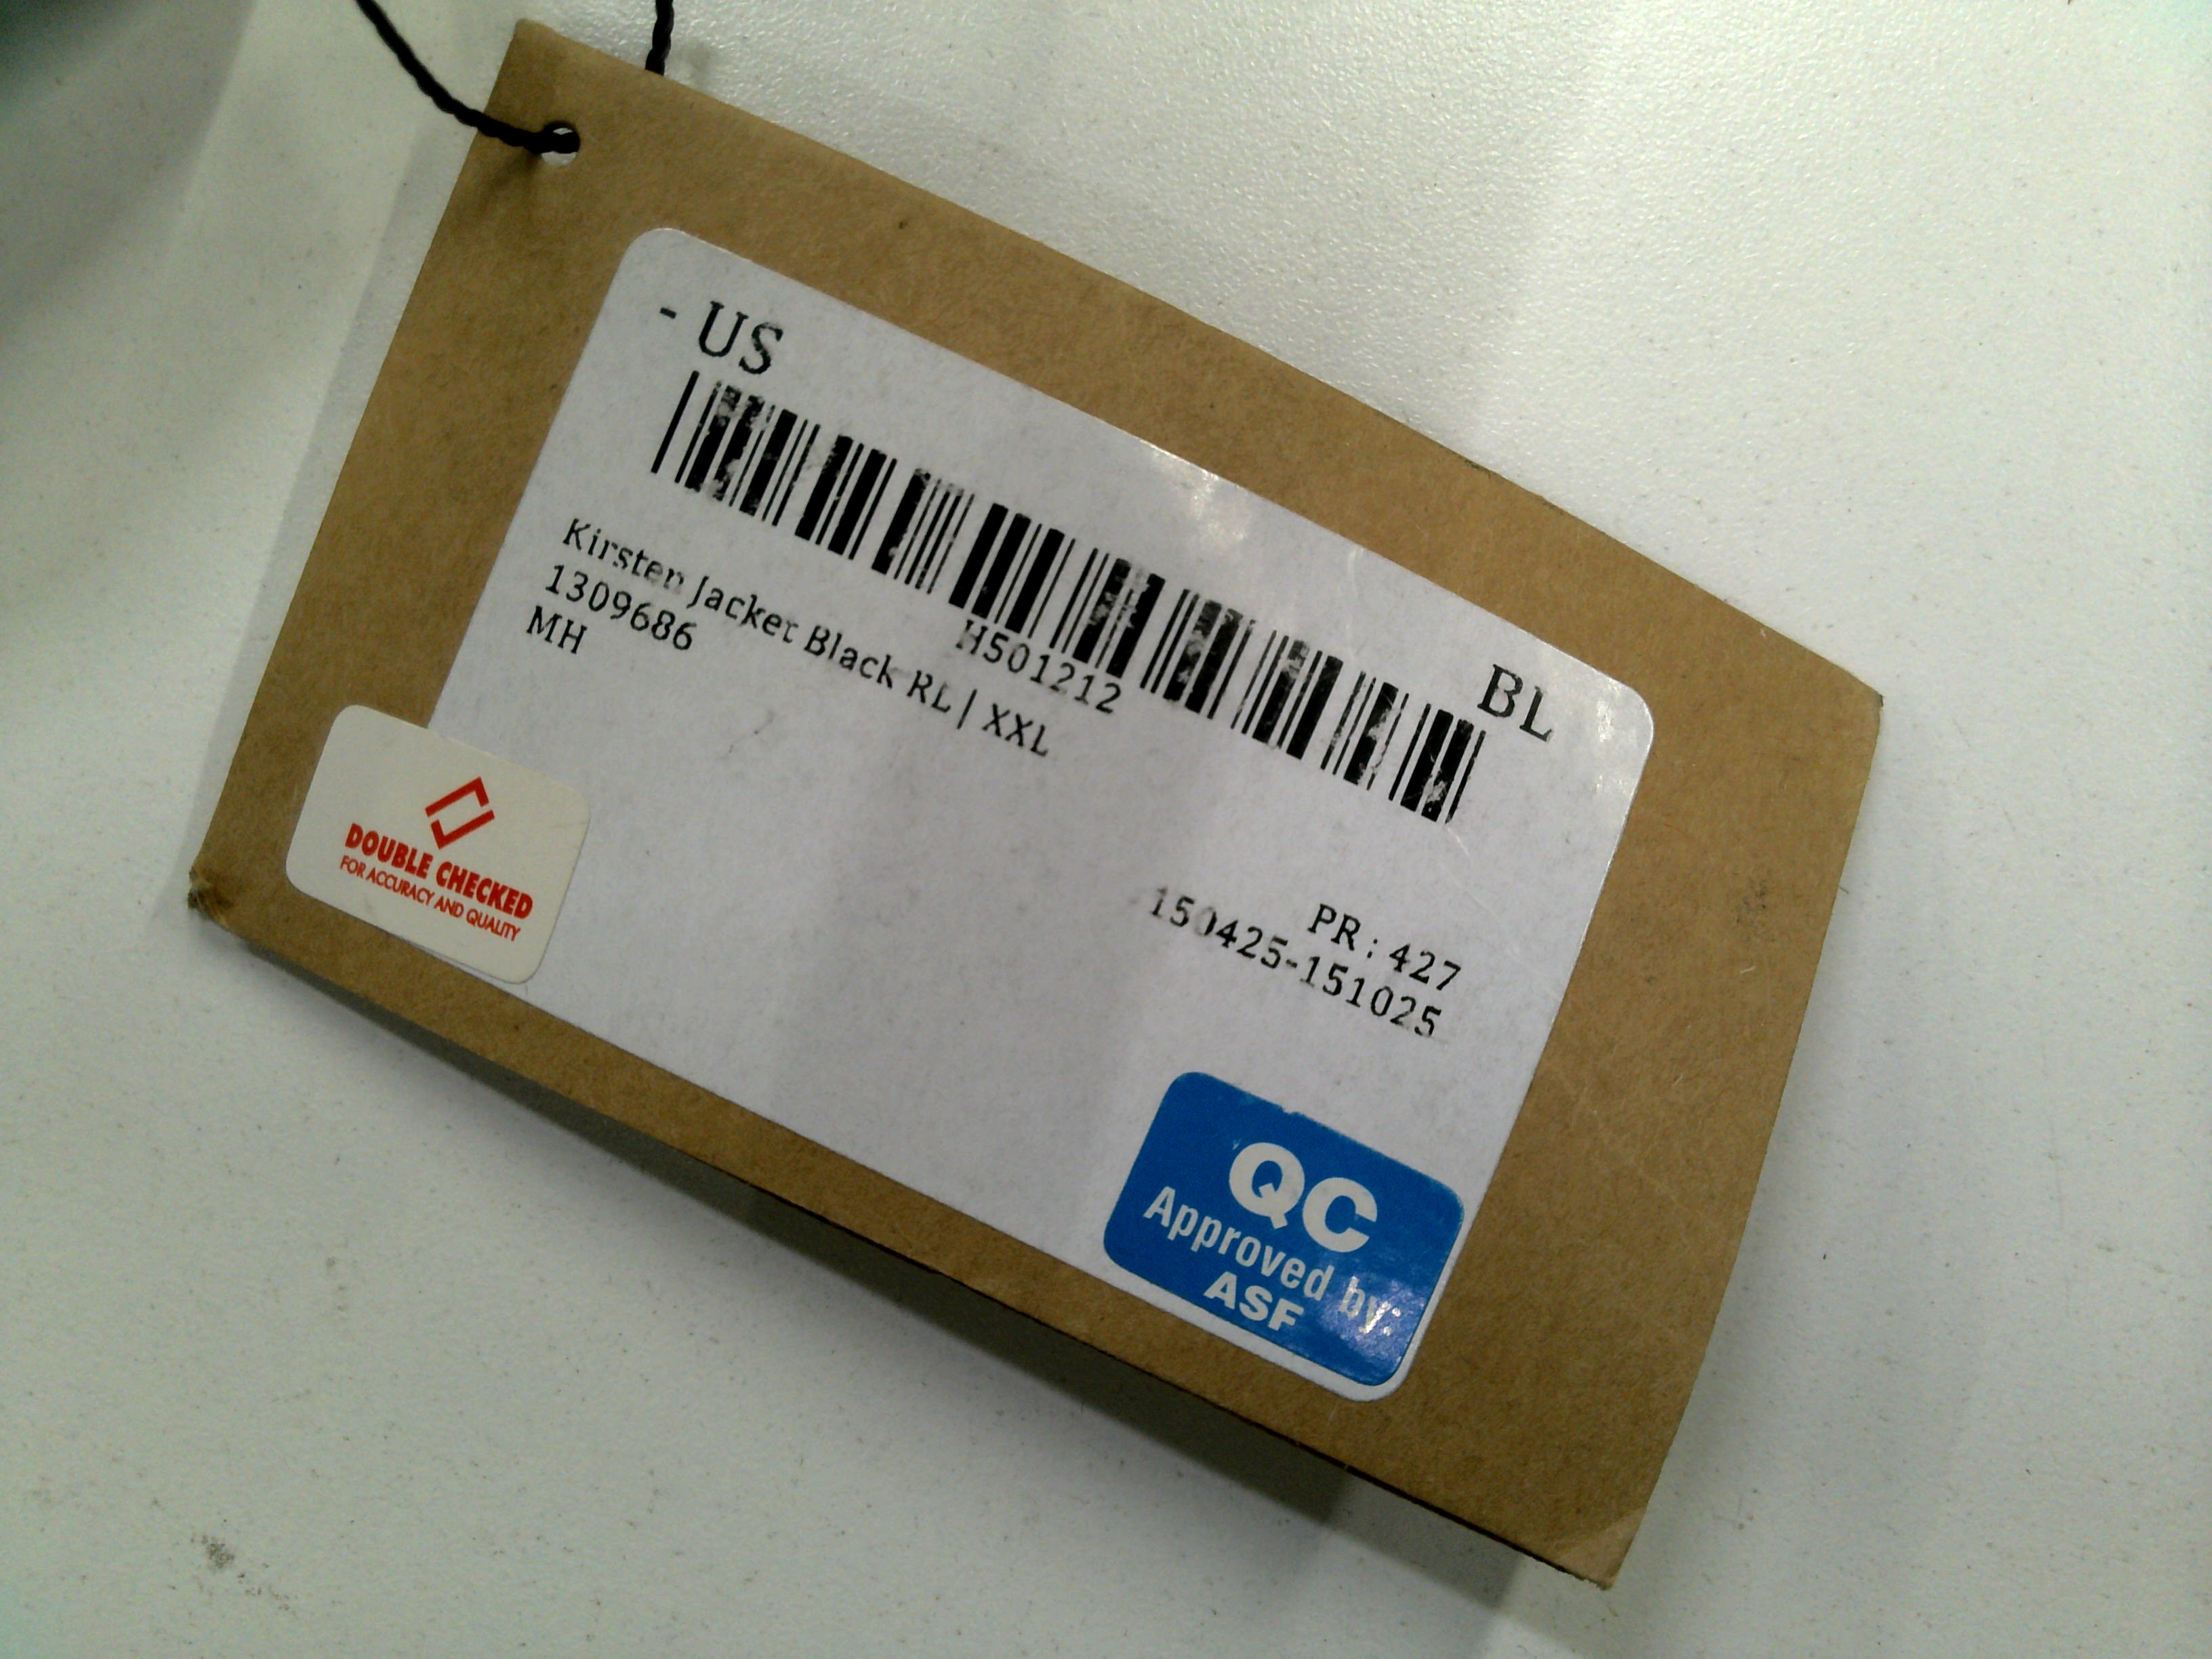 - US
BL
H501212
Kirsten Jacket Black RL | XXL
1309686
MH
PR : 427
150425-151025
DOUBLE CHECKED
FOR ACCURACY AND QUALITY
QC
Approved by:
ASF